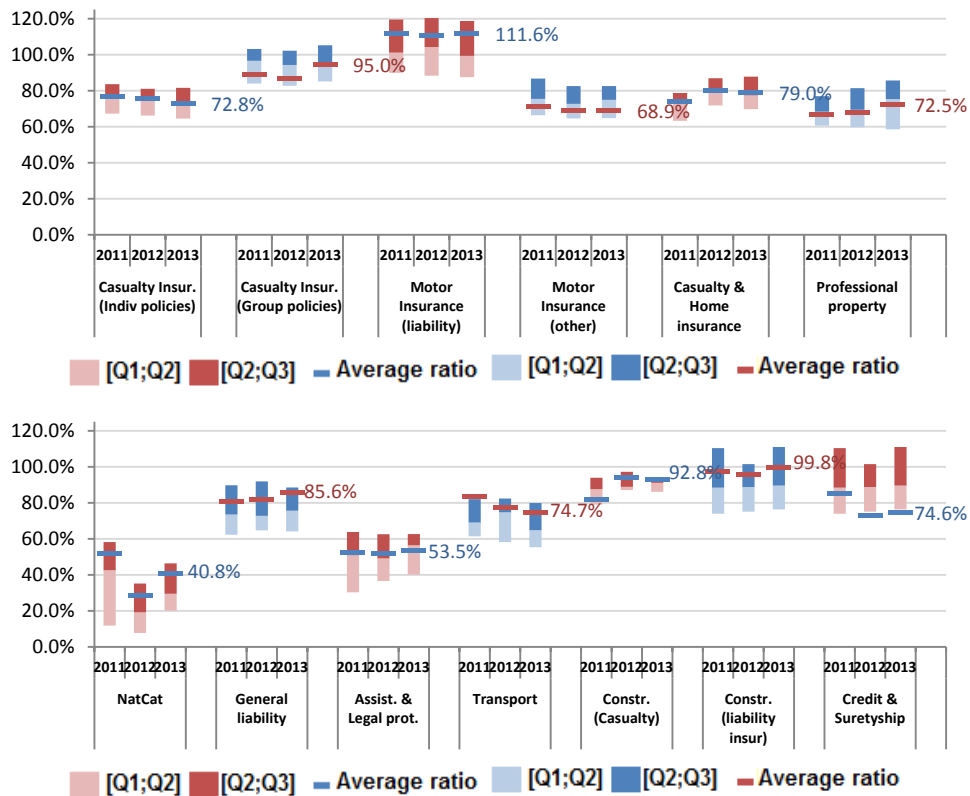 120.0%
100.0%
80.0%
60.0%
40.0%
20.0%
0.0%
72.8%
95.0%
111.6%
68.9%
79.0%
72.5%
2011 2012 2013 2011 2012 2013 2011 2012 2013 2011 2012 2013 2011 2012 2013 2011 2012 2013
Casualty Insur. (Indiv policies)
Casualty Insur. (Group policies)
Motor Insurance (liability)
Motor Insurance (other)
Casualty & Home insurance
Professional property
[Q1;Q2] [Q2;Q3] Average ratio [Q1;Q2] [Q2;Q3] Average ratio
120.0%
100.0%
80.0%
60.0%
40.0%
20.0%
0.0%
40.8%
85.6%
53.5%
74.7%
92.8%
99.8%
74.6%
2011 2012 2013 2011 2012 2013 2011 2012 2013 2011 2012 2013 2011 2012 2013 2011 2012 2013 2011 2012 2013
NatCat
General liability
Assist. & Legal prot.
Transport
Constr. (Casualty)
Constr. (liability insur)
Credit & Suretyship
[Q1;Q2] [Q2;Q3] Average ratio [Q1;Q2] [Q2;Q3] Average ratio